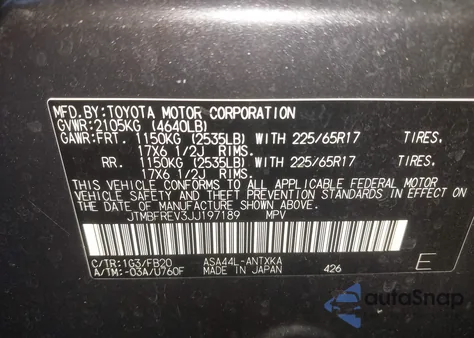 MFD.BY:TOYOTA MOTOR CORPORATION
GVWR:2105KG (4640LB)
GAWR:FRT. 1150KG (2535LB) WITH 225/65R17 TIRES.
17X6 1/2J RIMS.
RR. 1150KG (2535LB) WITH 225/65R17 TIRES.
17X6 1/2J RIMS.
THIS VEHICLE CONFORMS TO ALL APPLICABLE FEDERAL MOTOR
VEHICLE SAFETY AND BUMPER STANDARDS IN EFFECT ON
THE DATE OF MANUFACTURE SHOWN ABOVE.
JTMBFREV3JJ197189 MPV
C/TR:1G3/FB20 ASA44L-ANTXKA
A/TM:-03A/U760F MADE IN JAPAN 426 E
autoSnap